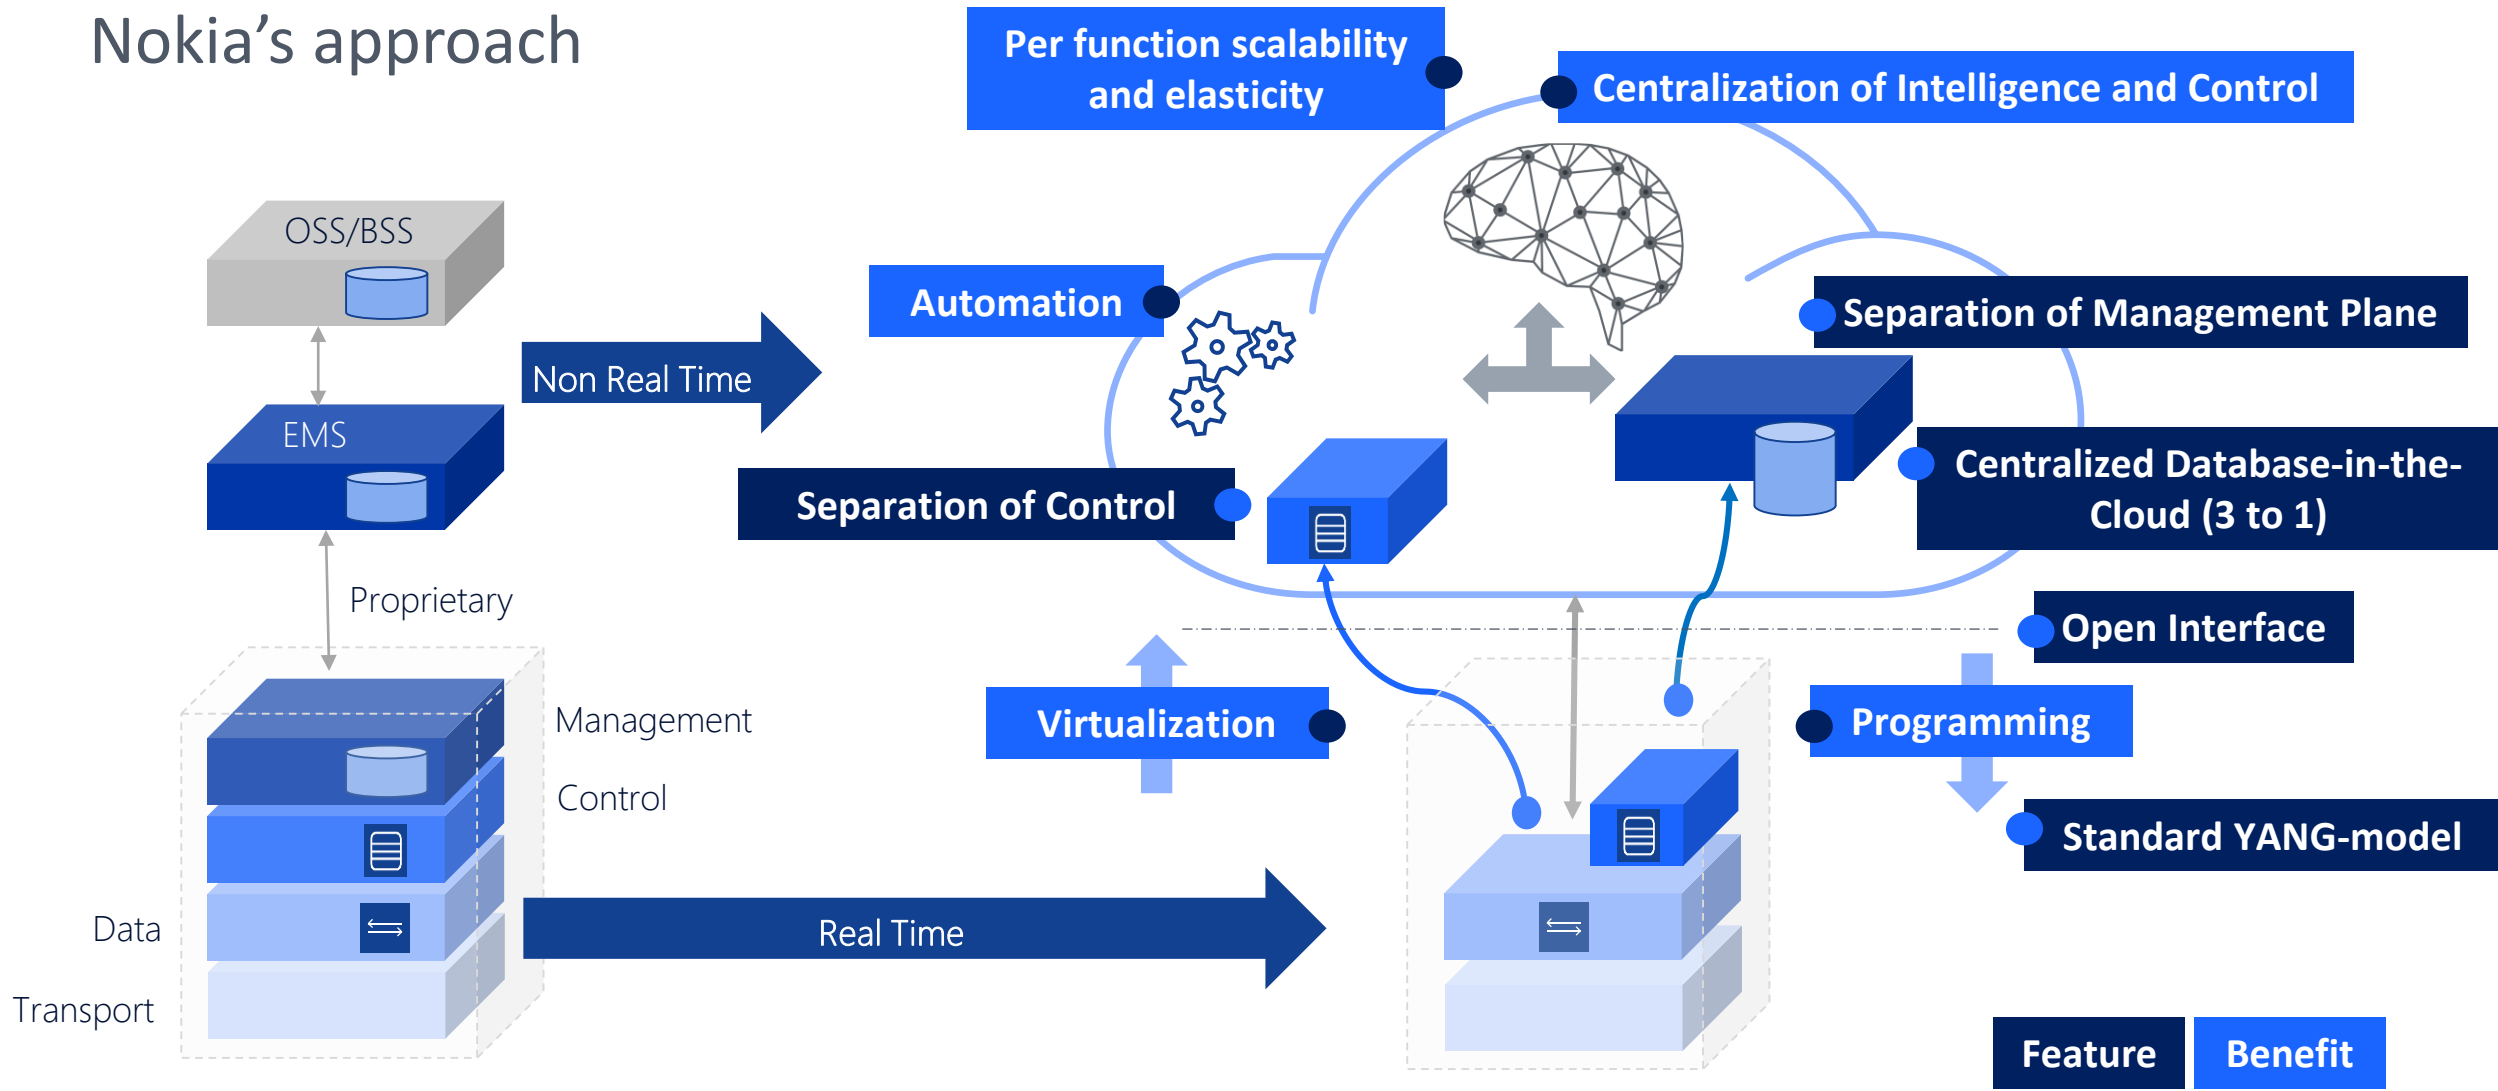 Nokia's approach
Per function scalability
and elasticity
Centralization of Intelligence and Control
OSS/BSS
Automation
Separation of Management Plane
Non Real Time
EMS
Centralized Database-in-the-
Cloud (3 to 1)
Separation of Control
Proprietary
Open Interface
Management
Virtualization
Programming
Control
Standard YANG-model
Data
Real Time
Transport
Feature
Benefit